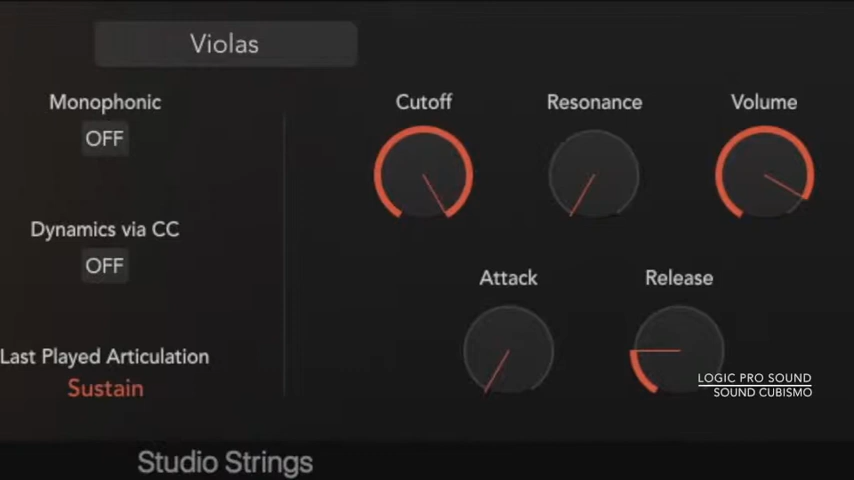 Violas
Monophonic
OFF
Cutoff
Resonance
Volume
Dynamics via CC
OFF
Attack
Release
Last Played Articulation
Sustain
LOGIC PRO SOUND
SOUND CUBISMO
Studio Strings